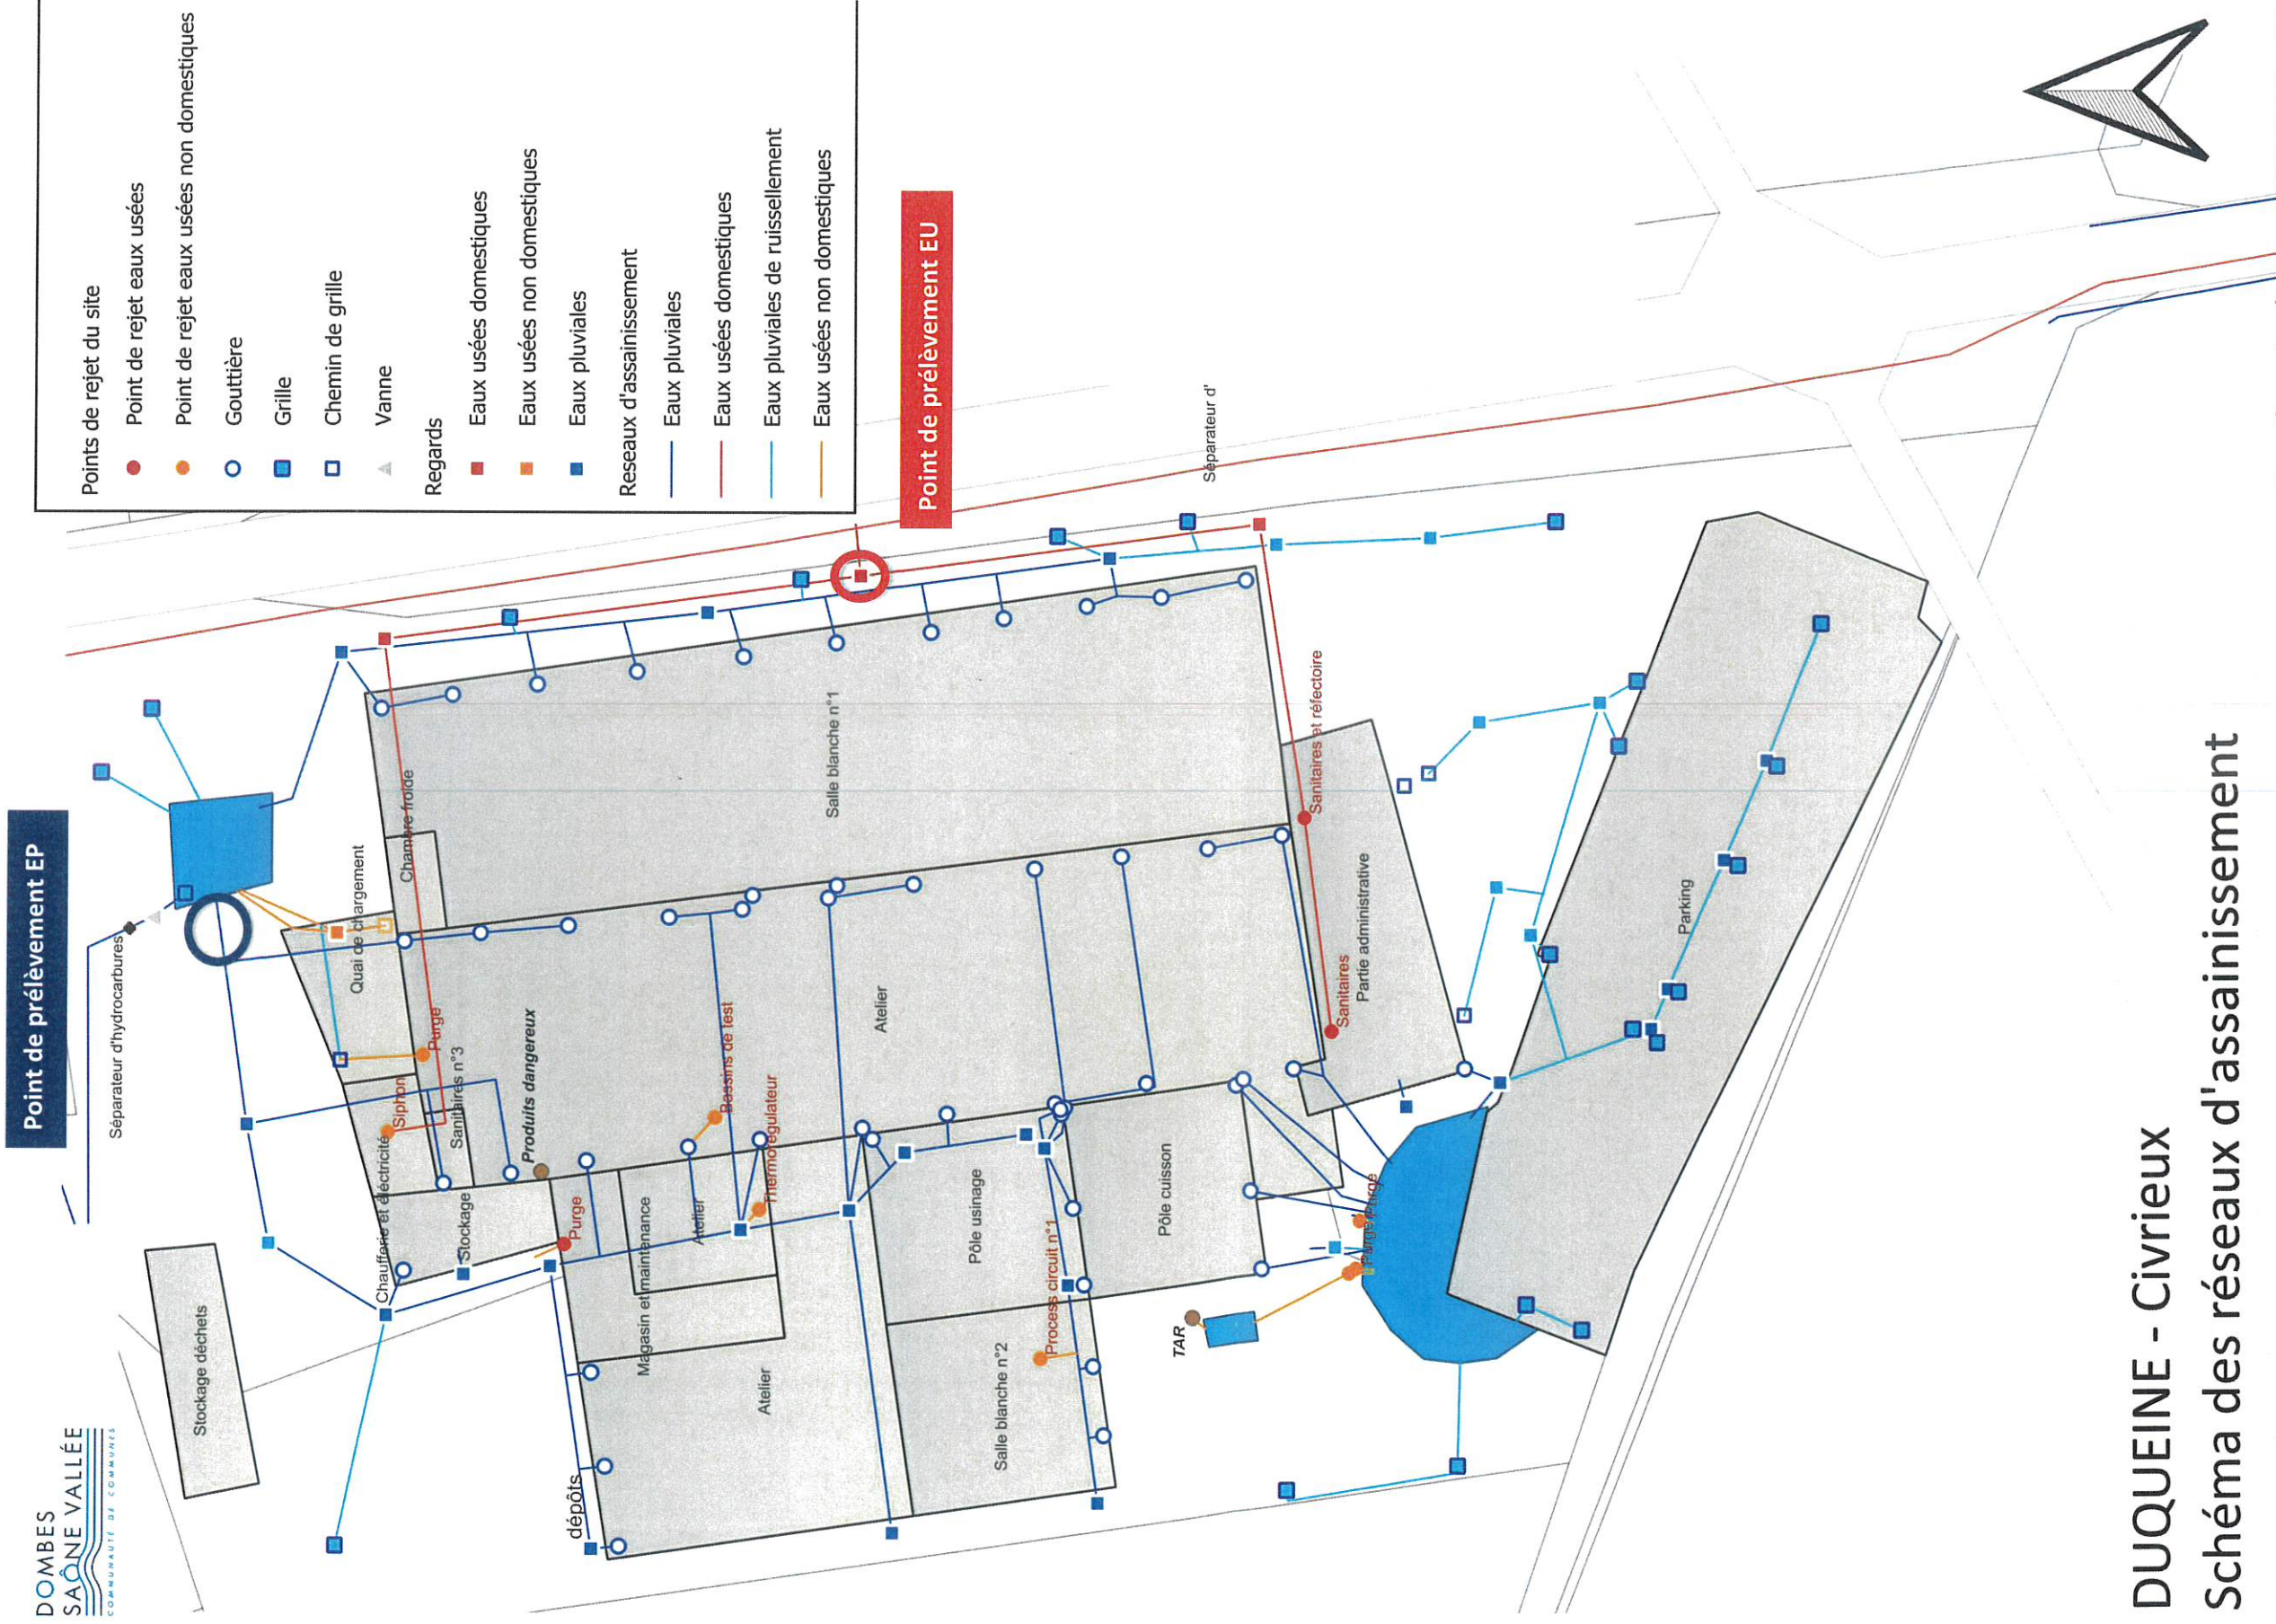 DOMBES
SAÔNE VALLÉE
COMMUNAUTÉ DE COMMUNES
Point de prélèvement EP
Séparateur d'hydrocarbures
Stockage déchets
Points de rejet du site
Point de rejet eaux usées
Point de rejet eaux usées non domestiques
Gouttière
Grille
Chemin de grille
Vanne
Regards
Eaux usées domestiques
Eaux usées non domestiques
Eaux pluviales
Reseaux d'assainissement
Eaux pluviales
Eaux usées domestiques
Eaux pluviales de ruissellement
Eaux usées non domestiques
Point de prélèvement EU
Séparateur d'
Quai de chargement
Chambre froide
Chaufferie et éléctricité
Siphon
Purge
Sanitaires n°3
Stockage
Produits dangereux
dépôts
Purge
Magasin et maintenance
Atelier
Bassins de test
Thermorégulateur
Atelier
Salle blanche n°1
Atelier
Pôle usinage
Salle blanche n°2
Process circuit n°1
Pôle cuisson
TAR
Purge
Purge
Sanitaires et réfectoire
Sanitaires
Partie administrative
Parking
DUQUEINE - Civrieux
Schéma des réseaux d'assainissement